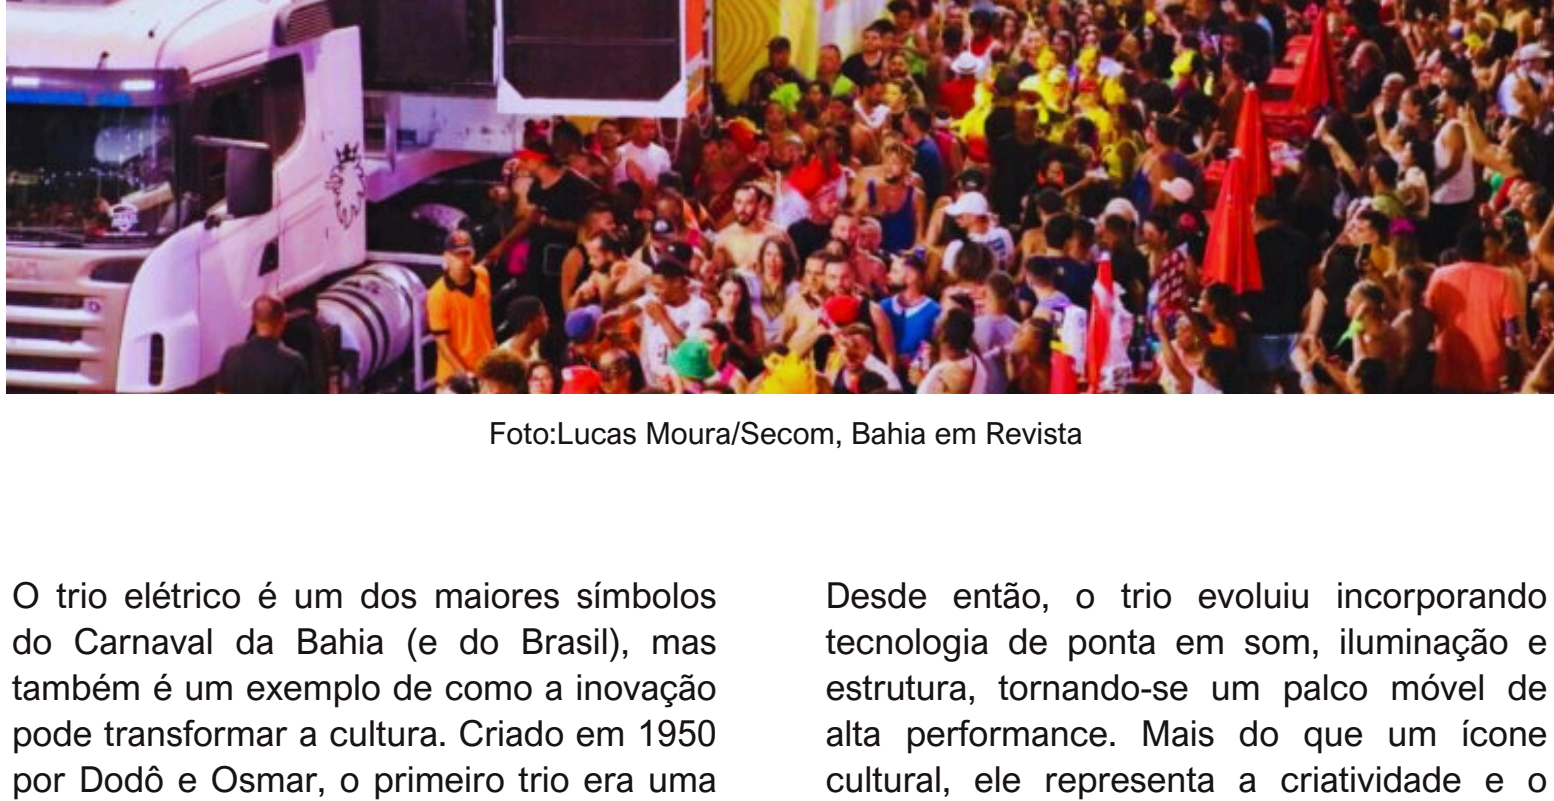 Foto:Lucas Moura/Secom, Bahia em Revista
O trio elétrico é um dos maiores símbolos
do Carnaval da Bahia (e do Brasil), mas
também é um exemplo de como a inovação
pode transformar a cultura. Criado em 1950
por Dodô e Osmar, o primeiro trio era uma
Desde então, o trio evoluiu incorporando
tecnologia de ponta em som, iluminação e
estrutura, tornando-se um palco móvel de
alta performance. Mais do que um ícone
cultural, ele representa a criatividade e o